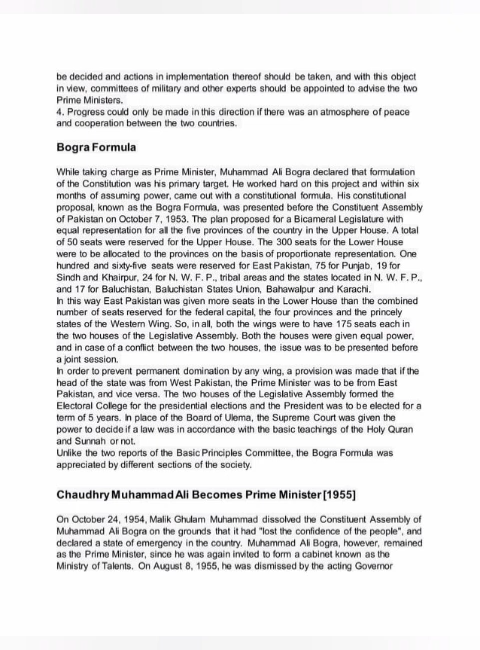 be decided and actions in implementation thereof should be taken, and with this object
in view, committees of military and other experts should be appointed to advise the two
Prime Ministers.
4. Progress could only be made in this direction if there was an atmosphere of peace
and cooperation between the two countries.
Bogra Formula
While taking charge as Prime Minister, Muhammad Ali Bogra declared that formulation
of the Constitution was his primary target. He worked hard on this project and within six
months of assuming power, came out with a constitutional formula. His constitutional
proposal, known as the Bogra Formula, was presented before the Constituent Assembly
of Pakistan on October 7, 1953. The plan proposed for a Bicameral Legislature with
equal representation for all the five provinces of the country in the Upper House. A total
of 50 seats were reserved for the Upper House. The 300 seats for the Lower House
were to be allocated to the provinces on the basis of proportionate representation. One
hundred and sixty-five seats were reserved for East Pakistan, 75 for Punjab, 19 for
Sindh and Khairpur, 24 for N. W. F. P., tribal areas and the states located in N. W. F. P.,
and 17 for Baluchistan, Baluchistan States Union, Bahawalpur and Karachi.
In this way East Pakistan was given more seats in the Lower House than the combined
number of seats reserved for the federal capital, the four provinces and the princely
states of the Western Wing. So, in all, both the wings were to have 175 seats each in
the two houses of the Legislative Assembly. Both the houses were given equal power,
and in case of a conflict between the two houses, the issue was to be presented before
a joint session.
In order to prevent permanent domination by any wing, a provision was made that if the
head of the state was from West Pakistan, the Prime Minister was to be from East
Pakistan, and vice versa. The two houses of the Legislative Assembly formed the
Electoral College for the presidential elections and the President was to be elected for a
term of 5 years. In place of the Board of Ulema, the Supreme Court was given the
power to decide if a law was in accordance with the basic teachings of the Holy Quran
and Sunnah or not.
Unlike the two reports of the Basic Principles Committee, the Bogra Formula was
appreciated by different sections of the society.
Chaudhry Muhammad Ali Becomes Prime Minister [1955]
On October 24, 1954, Malik Ghulam Muhammad dissolved the Constituent Assembly of
Muhammad Ali Bogra on the grounds that it had "lost the confidence of the people", and
declared a state of emergency in the country. Muhammad Ali Bogra, however, remained
as the Prime Minister, since he was again invited to form a cabinet known as the
Ministry of Talents. On August 8, 1955, he was dismissed by the acting Governor